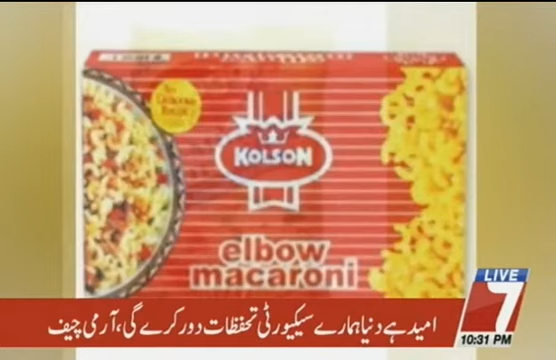 KOLSON
elbow
macaroni
امید ہے دنیا ہمارے سیکیورٹی تحفظات دور کرے گی، آرمی چیف
LIVE
7
10:31 PM